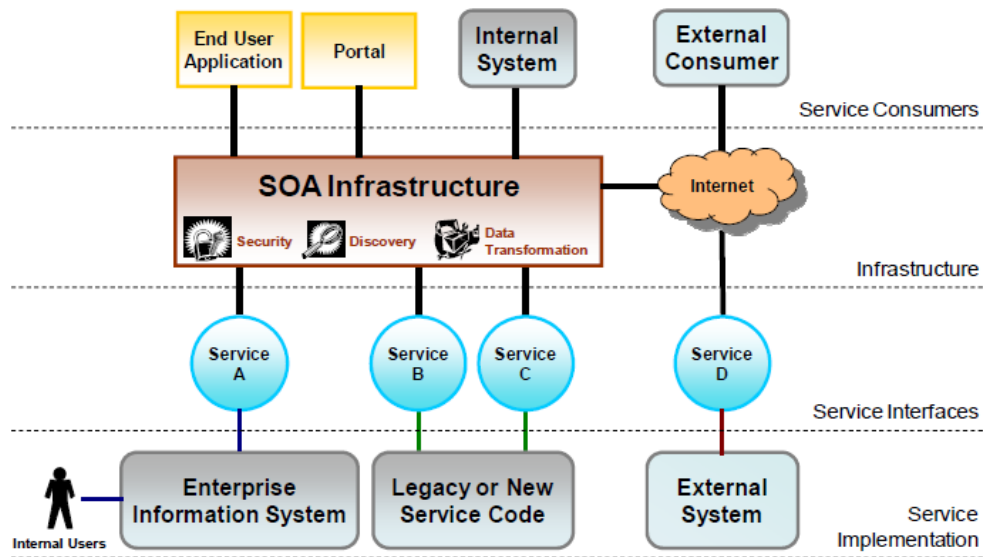 End User
Application
Portal
Internal
System
External
Consumer
Service Consumers
SOA Infrastructure
Internet
Security
Discovery
Data
Transformation
Infrastructure
Service
A
Service
B
Service
C
Service
D
Service Interfaces
Enterprise
Information System
Legacy or New
Service Code
External
System
Internal Users
Service
Implementation